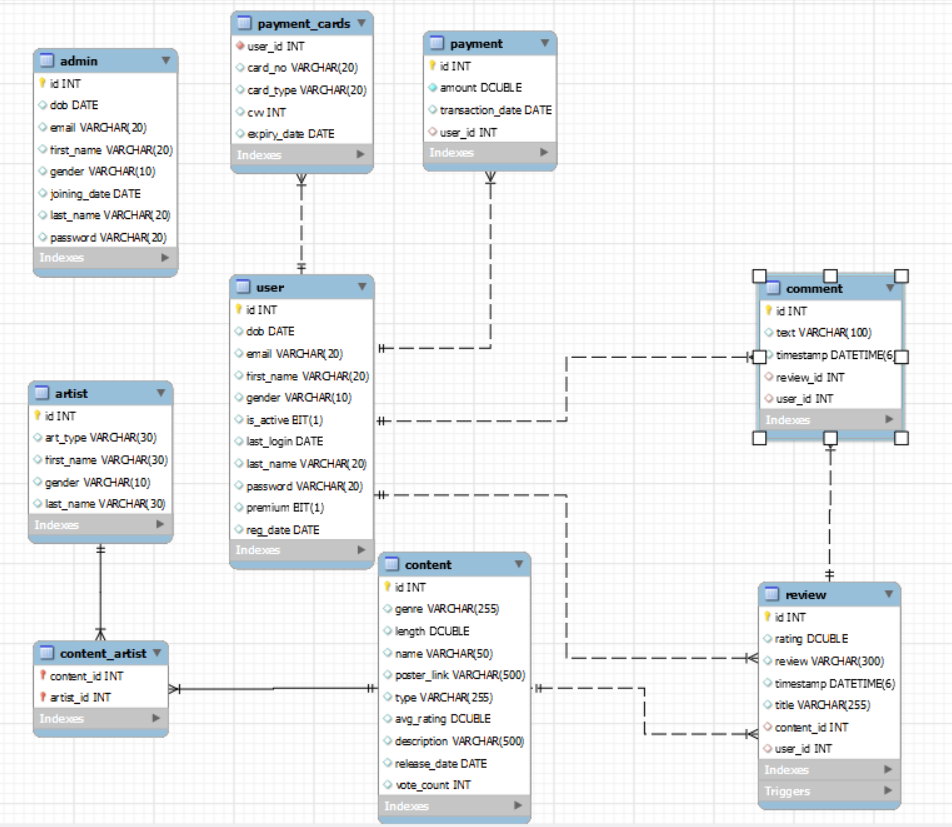 payment_cards
user_id INT
card_no VARCHAR(20)
card_type VARCHAR(20)
cvv INT
expiry_date DATE
Indexes
payment
id INT
amount DOUBLE
transaction_date DATE
user_id INT
Indexes
admin
id INT
dob DATE
email VARCHAR(20)
first_name VARCHAR(20)
gender VARCHAR(10)
joining_date DATE
last_name VARCHAR(20)
password VARCHAR(20)
Indexes
user
id INT
dob DATE
email VARCHAR(20)
first_name VARCHAR(20)
gender VARCHAR(10)
is_active BIT(1)
last_login DATE
last_name VARCHAR(20)
password VARCHAR(20)
premium BIT(1)
reg_date DATE
Indexes
comment
id INT
text VARCHAR(100)
timestamp DATETIME(6
review_id INT
user_id INT
Indexes
artist
id INT
art_type VARCHAR(30)
first_name VARCHAR(30)
gender VARCHAR(10)
last_name VARCHAR(30)
Indexes
content
id INT
genre VARCHAR(255)
length DOUBLE
name VARCHAR(50)
poster_link VARCHAR(500)
type VARCHAR(255)
avg_rating DOUBLE
description VARCHAR(500)
release_date DATE
vote_count INT
Indexes
review
id INT
rating DOUBLE
review VARCHAR(300)
timestamp DATETIME(6)
title VARCHAR(255)
content_id INT
user_id INT
Indexes
Triggers
content_artist
content_id INT
artist_id INT
Indexes